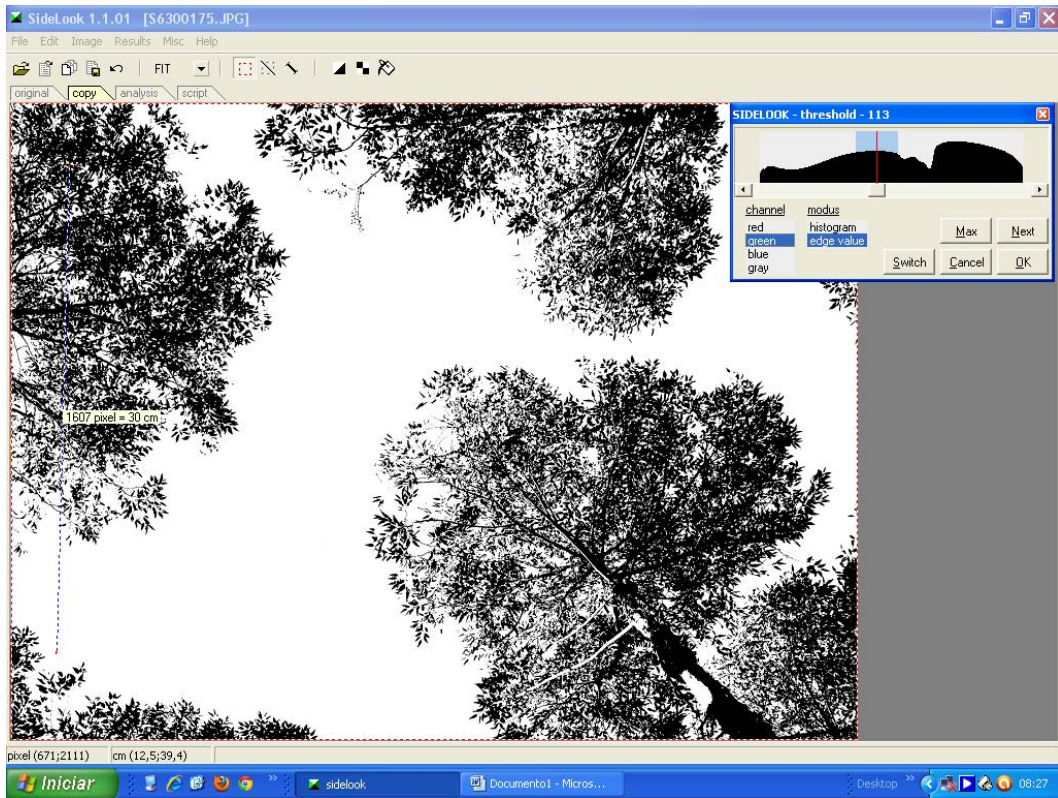 SideLook 1.1.01 [S6300175.JPG]
File Edit Image Results Misc Help
FIT
original copy analysis script
SIDELOOK - threshold - 113
channel modus
red histogram
green edge value
blue
gray
Max Next
Switch Cancel OK
1607 pixel = 30 cm
pixel (671;2111) cm (12,5;39,4)
Iniciar » sidelook Documento1 - Micros... Desktop » 08:27